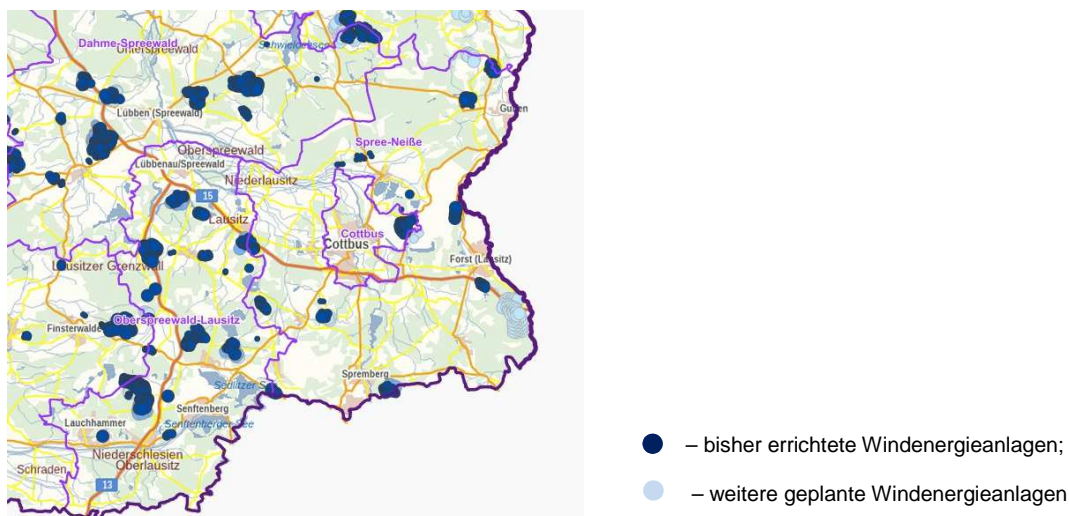 Dahme-Spreewald
Unterspreewald
Schwielochsee
Lübben (Spreewald)
Guben
Oberspreewald
Spree-Neiße
Lübbenau/Spreewald
Niederlausitz
15
Lausitz
Cottbus
Cottbus
Forst (Lausitz)
Lausitzer Grenzwall
Finsterwalde
Oberspreewald-Lausitz
Spremberg
Sedlitzer
Senftenberg
Lauchhammer
Senftenberger See
Niederschlesien
Schraden
Oberlausitz
13
– bisher errichtete Windenergieanlagen;
– weitere geplante Windenergieanlagen